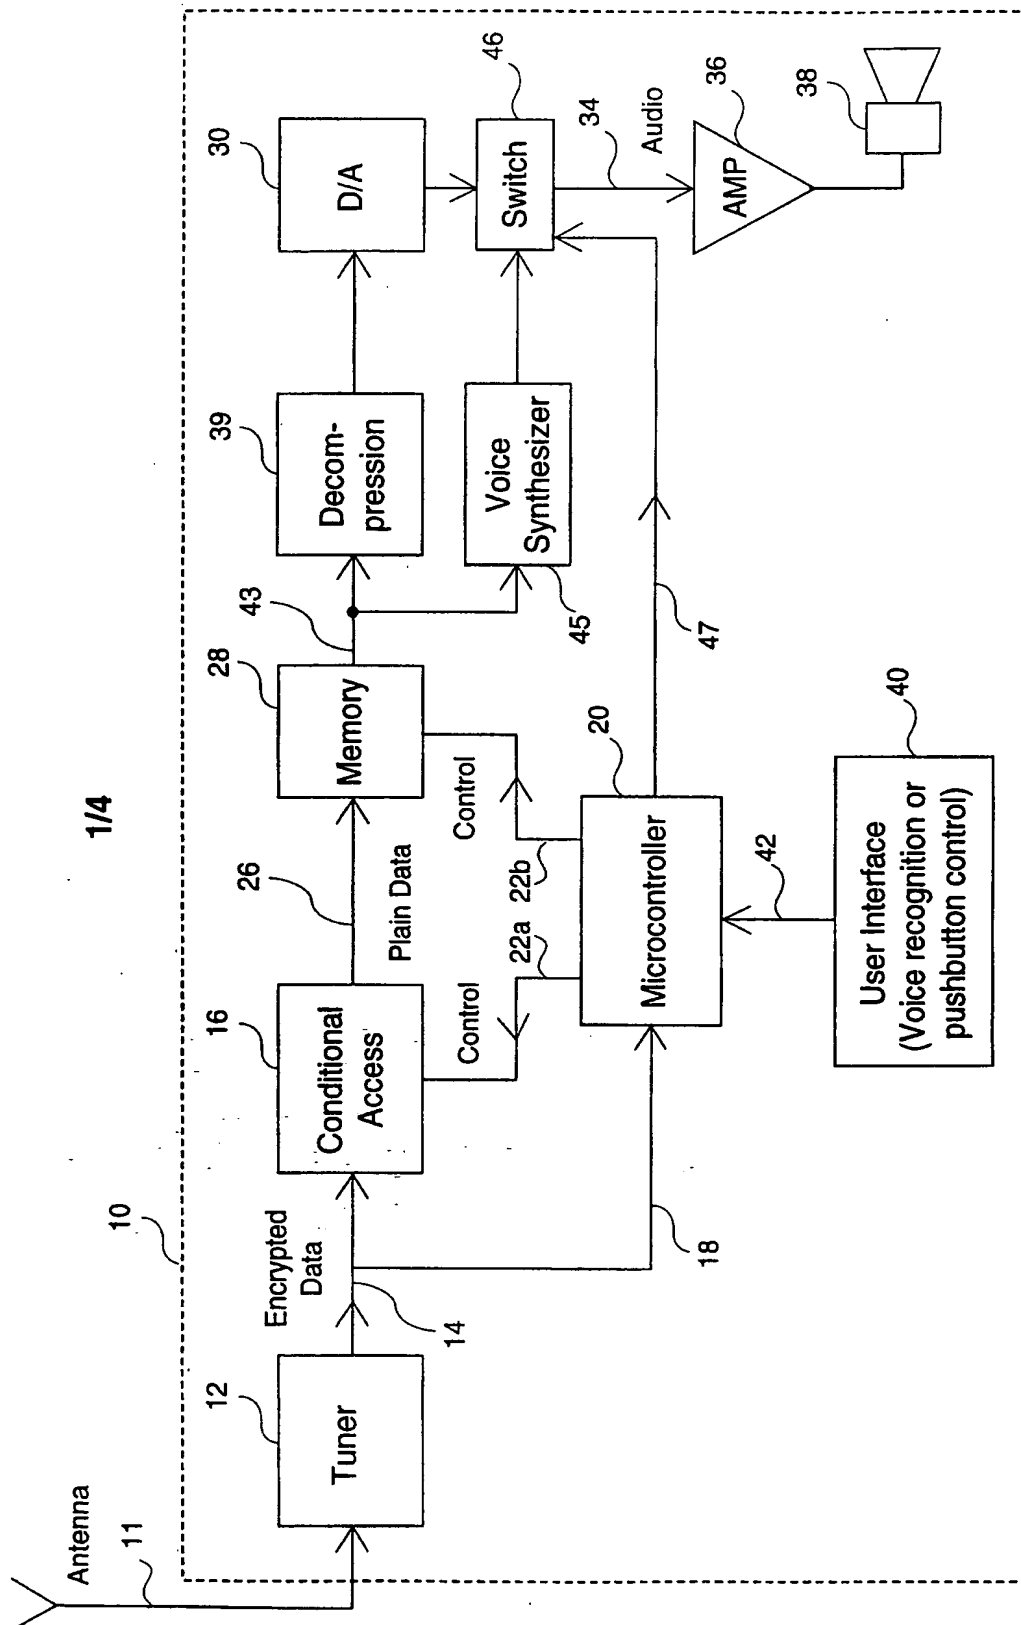 1/4
Antenna
11
10
12
Tuner
14
Encrypted
Data
16
Conditional
Access
18
26
Plain Data
Control
22a
Control
22b
28
Memory
43
20
Microcontroller
42
40
User Interface
(Voice recognition or
pushbutton control)
39
Decom-
pression
45
Voice
Synthesizer
47
30
D/A
46
Switch
34
Audio
36
AMP
38